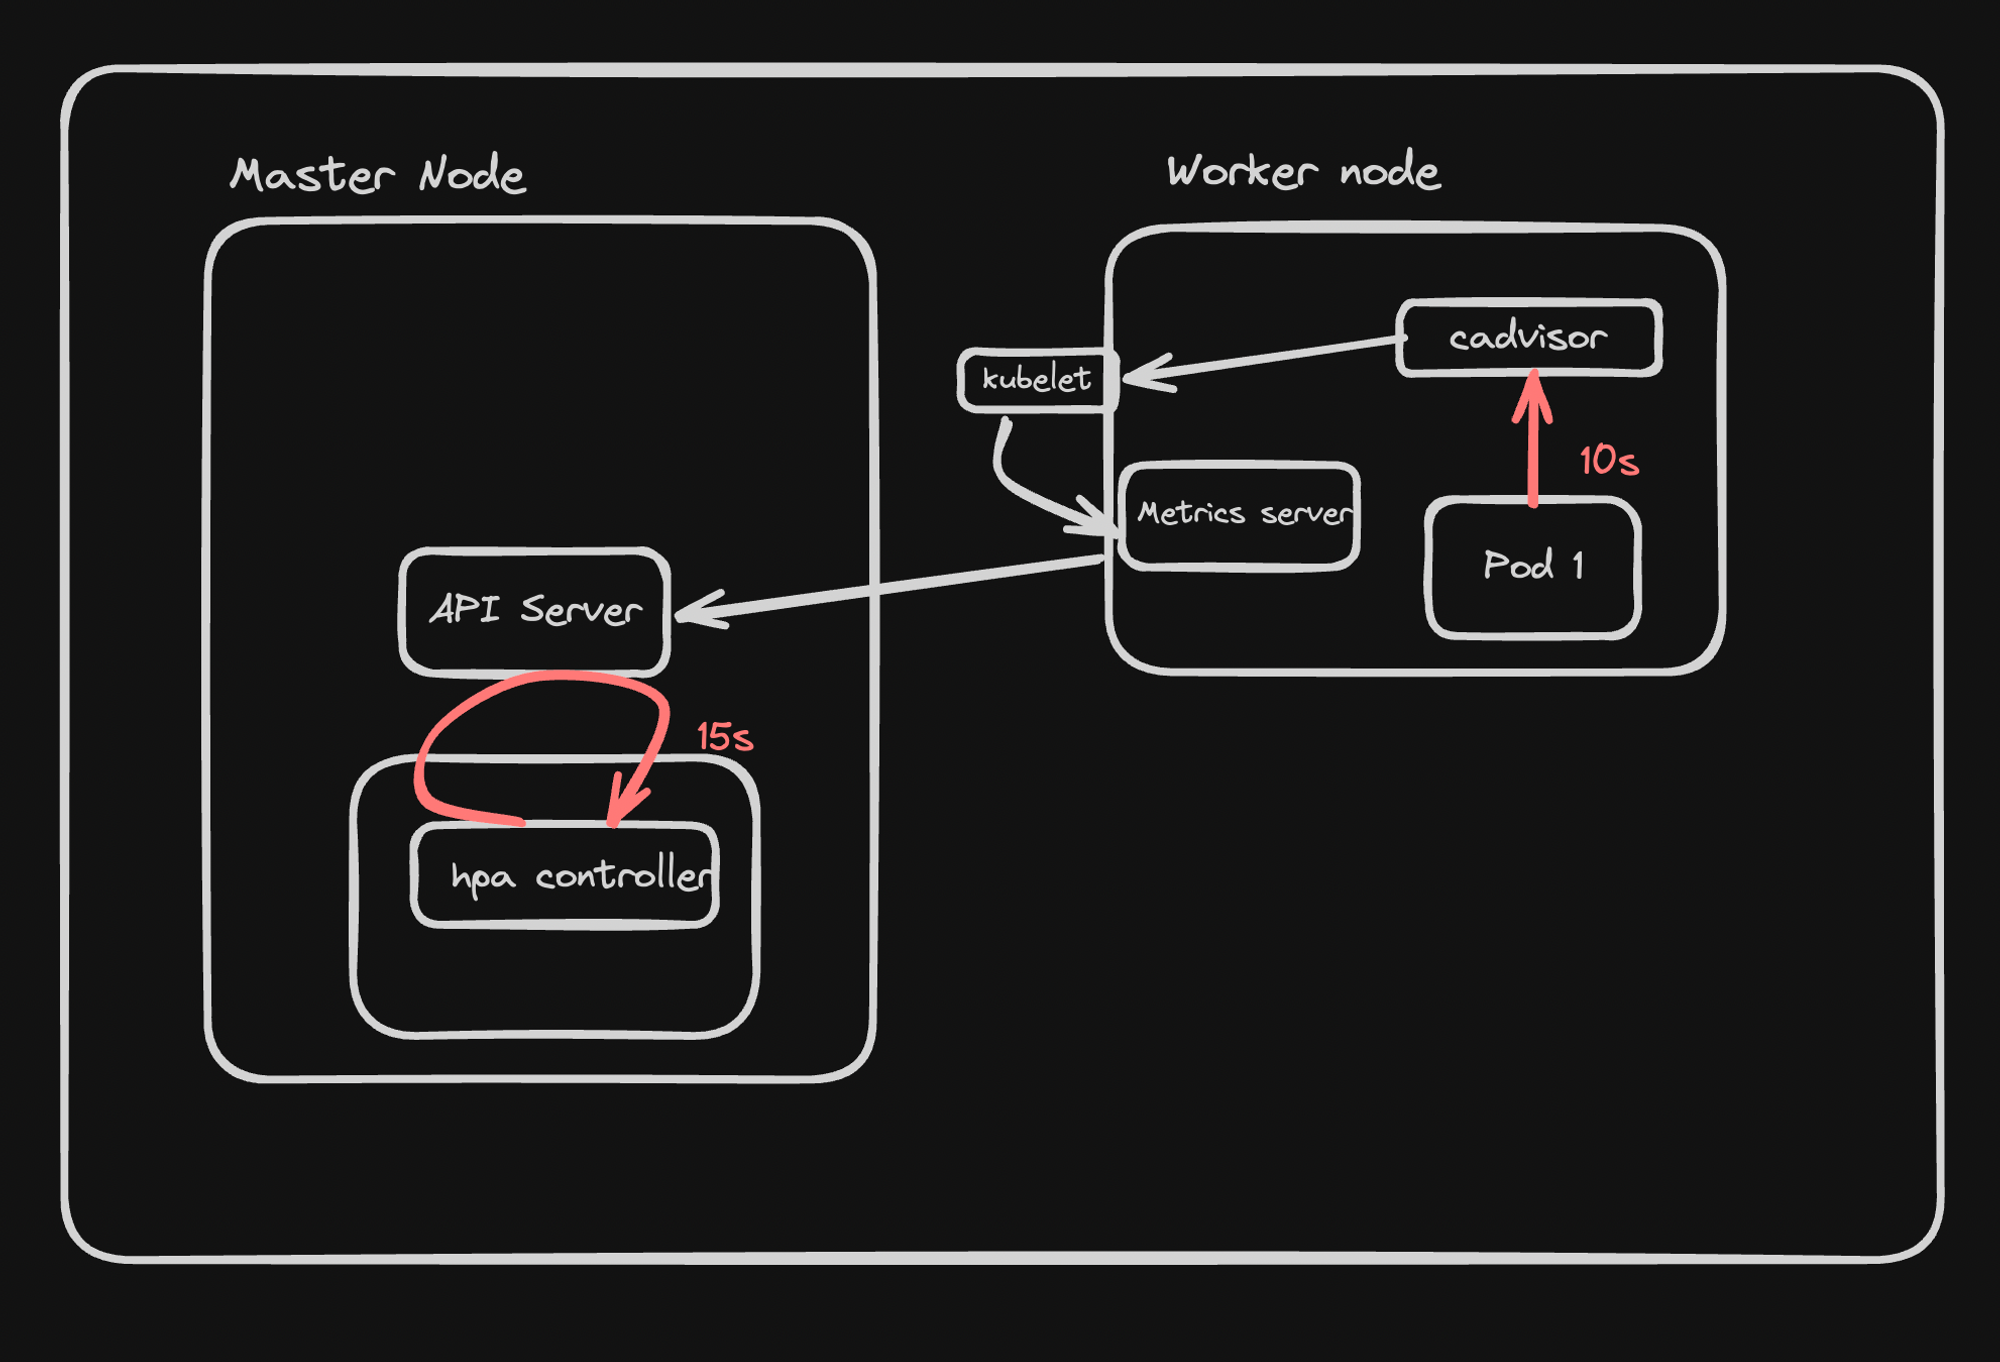 Master Node
Worker node
cadvisor
kubelet
10s
Metrics server
Pod 1
API Server
15s
hpa controller